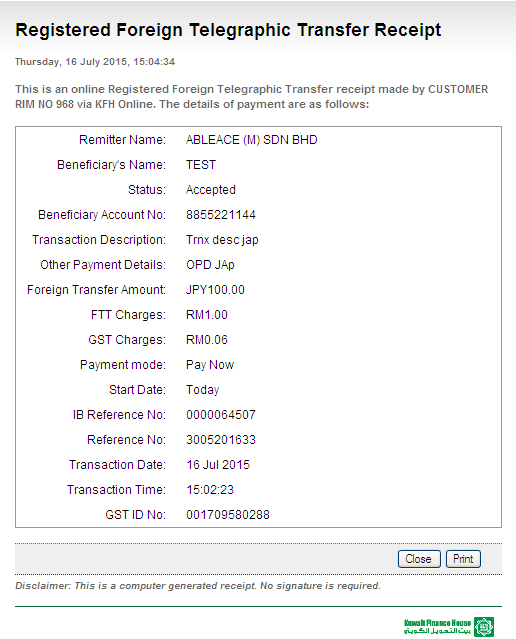 Registered Foreign Telegraphic Transfer Receipt
Thursday, 16 July 2015, 15:04:34
This is an online Registered Foreign Telegraphic Transfer receipt made by CUSTOMER
RIM NO 968 via KFH Online. The details of payment are as follows:
Remitter Name: ABLEACE (M) SDN BHD
Beneficiary's Name: TEST
Status: Accepted
Beneficiary Account No: 8855221144
Transaction Description: Trnx desc jap
Other Payment Details: OPD JAp
Foreign Transfer Amount: JPY100.00
FTT Charges: RM1.00
GST Charges: RM0.06
Payment mode: Pay Now
Start Date: Today
IB Reference No: 0000064507
Reference No: 3005201633
Transaction Date: 16 Jul 2015
Transaction Time: 15:02:23
GST ID No: 001709580288
Close Print
Disclaimer: This is a computer generated receipt. No signature is required.
Kuwait Finance House
بيت التمويل الكويتي